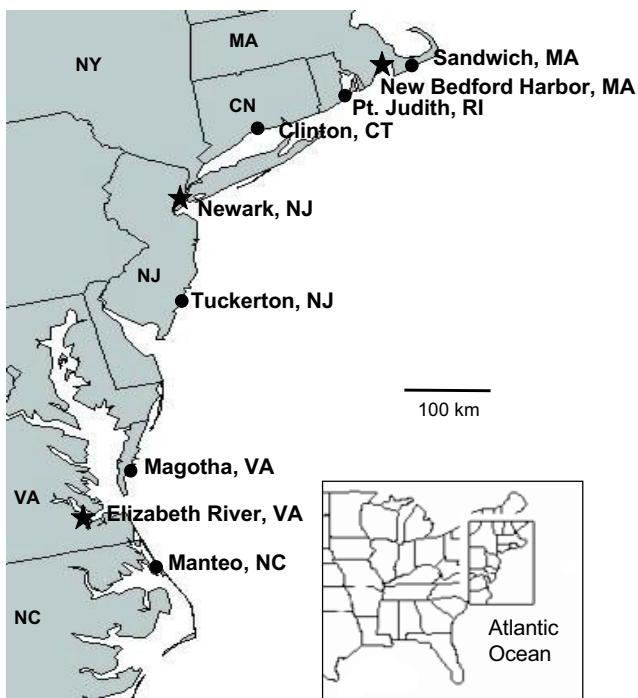 MA
NY
Sandwich, MA
New Bedford Harbor, MA
CN
Pt. Judith, RI
Clinton, CT
Newark, NJ
NJ
Tuckerton, NJ
100 km
Magotha, VA
VA
Elizabeth River, VA
Manteo, NC
NC
Atlantic
Ocean